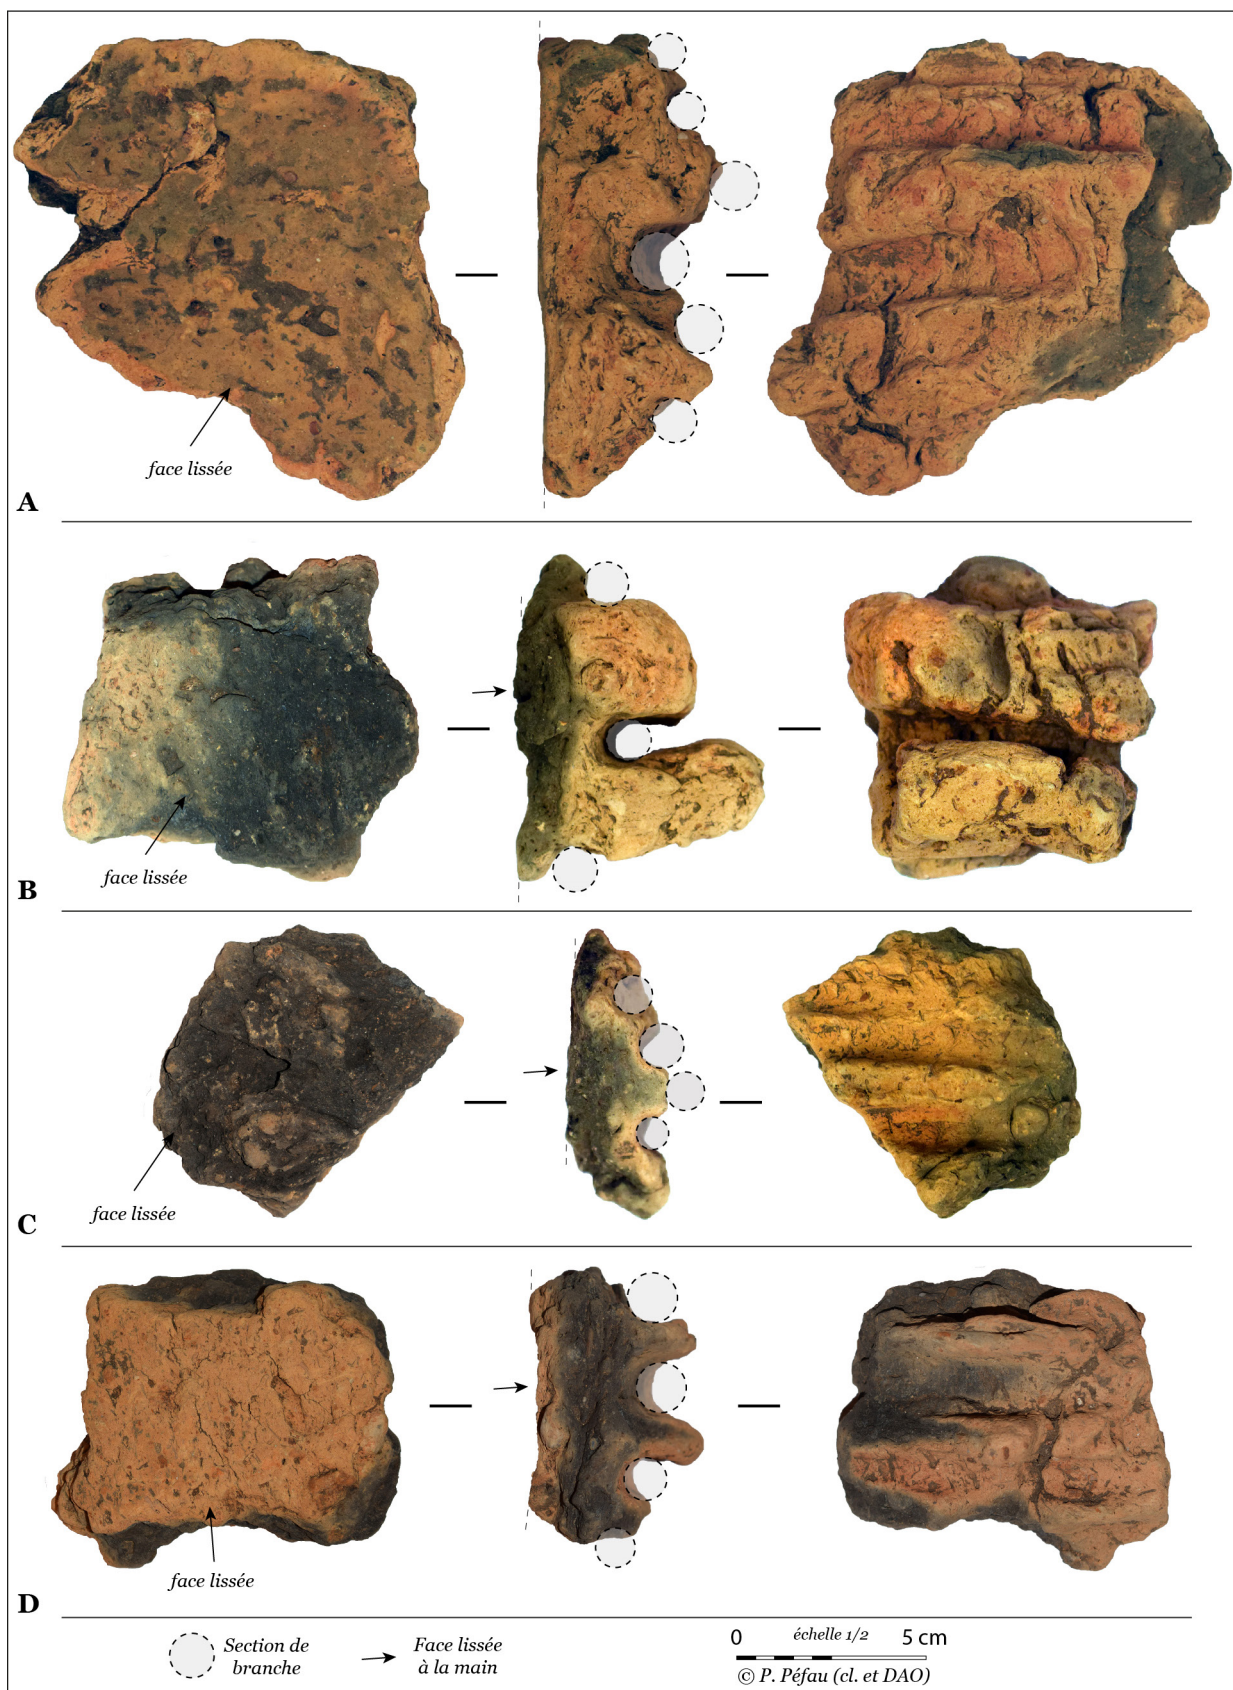 face lissée
A
face lissée
B
face lissée
C
face lissée
D
Section de
branche
Face lissée
à la main
0 échelle 1/2 5 cm
© P. Péfau (cl. et DAO)